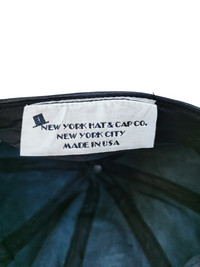 NEW YORK HAT & CAP CO.
NEW YORK CITY
MADE IN USA